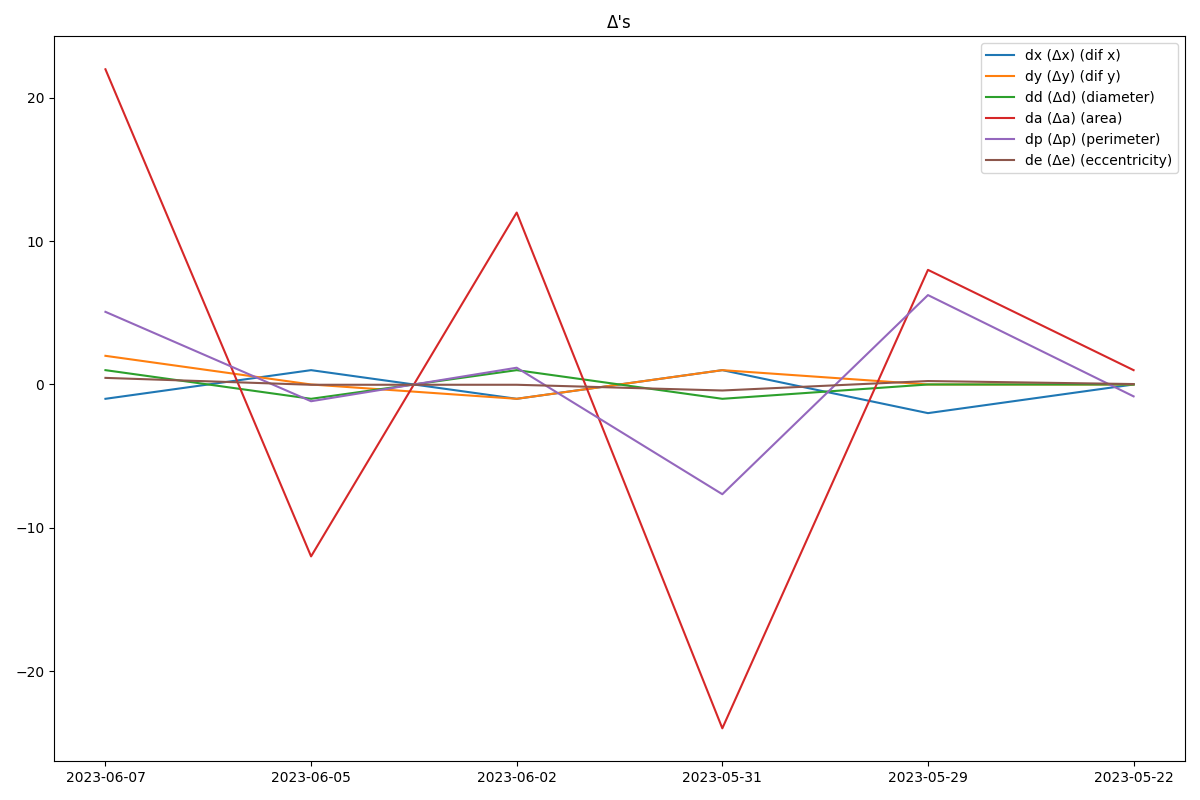 Δ's
dx (Δx) (dif x)
dy (Δy) (dif y)
dd (Δd) (diameter)
da (Δa) (area)
dp (Δp) (perimeter)
de (Δe) (eccentricity)
20
10
0
−10
−20
2023-06-07 2023-06-05 2023-06-02 2023-05-31 2023-05-29 2023-05-22